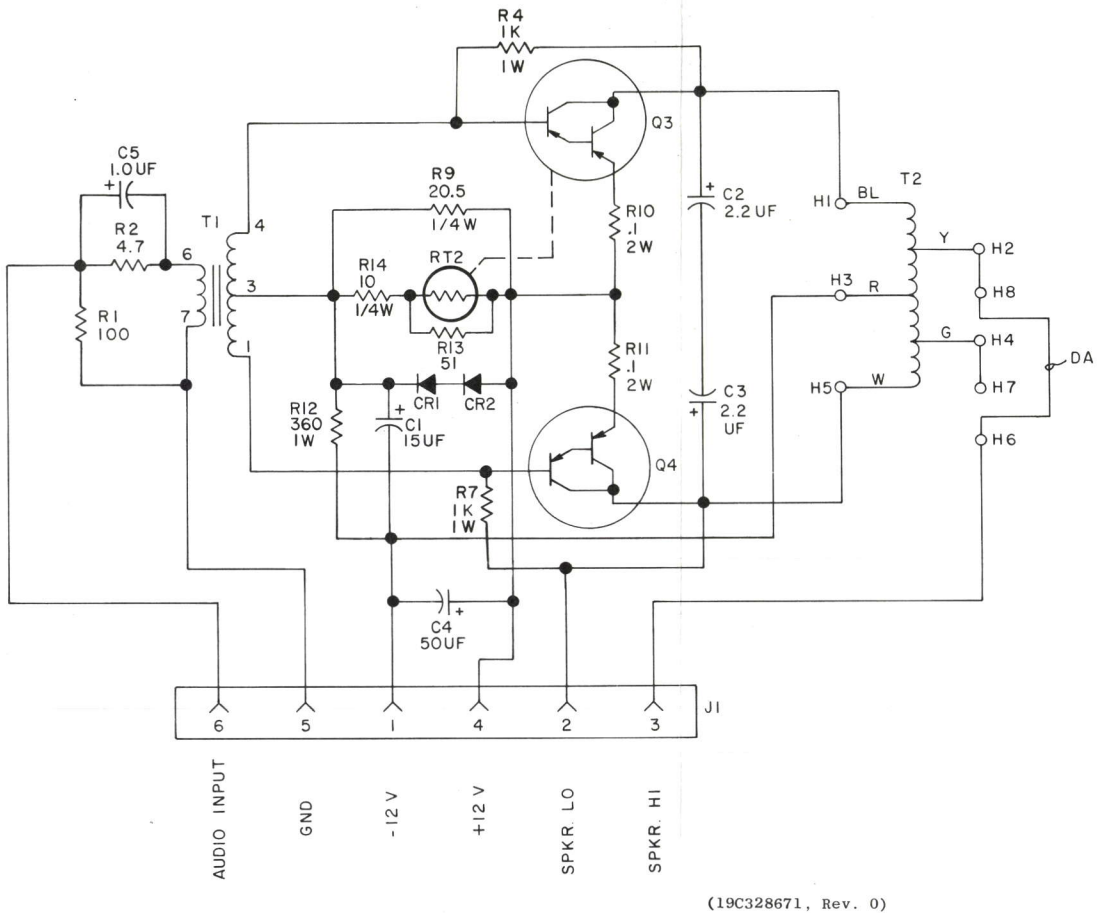 R4
1K
1W
Q3
C5
1.0UF
+
R2
4.7
T1
4
6
3
7
1
R1
100
R9
20.5
1/4W
R14
10
1/4W
RT2
R13
51
R10
.1
2W
R11
.1
2W
+
C2
2.2UF
C3
2.2
UF
+
H1
BL
T2
Y
H2
H8
H3
R
G
H4
H7
H5
W
H6
DA
CR1
CR2
R12
360
1W
+
C1
15UF
R7
1K
1W
Q4
C4
50UF
+
J1
6
5
1
4
2
3
AUDIO INPUT
GND
-12 V
+12 V
SPKR. LO
SPKR. HI
(19C328671, Rev. 0)